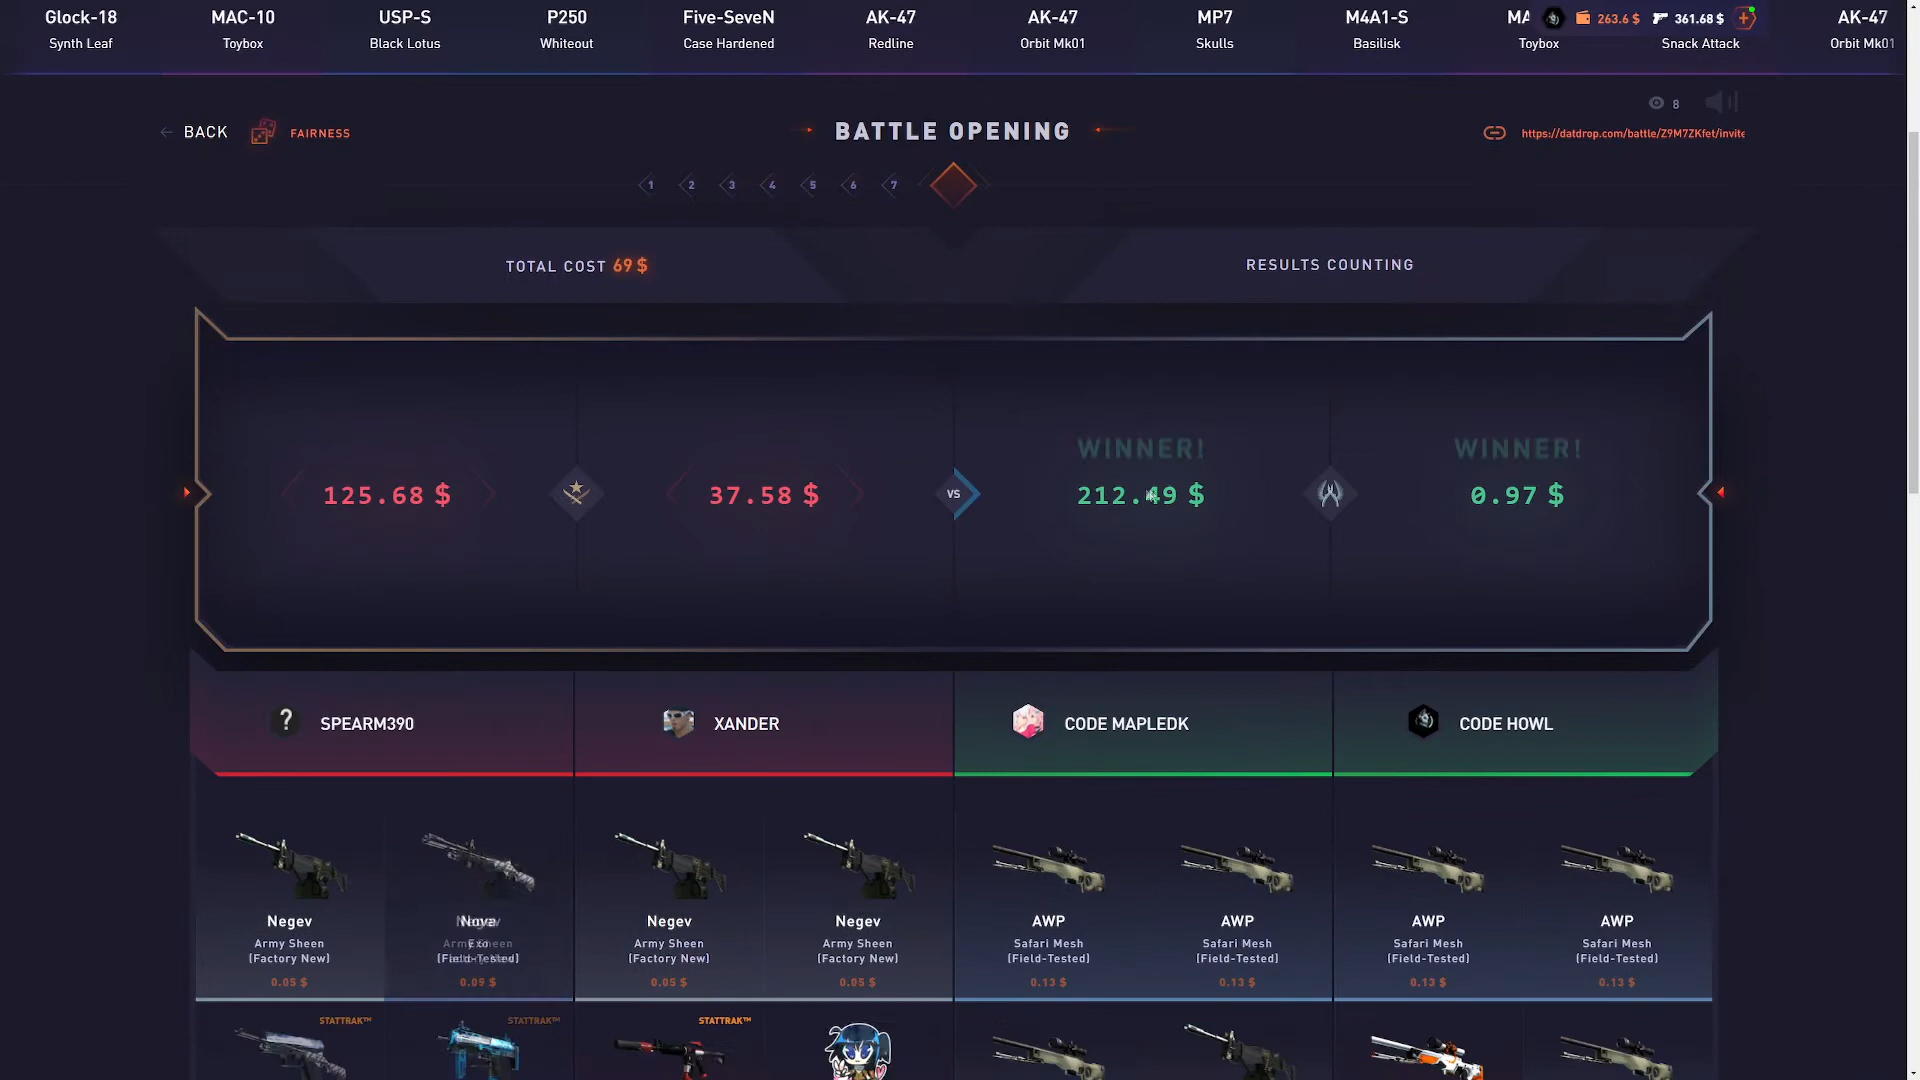 Glock-18 MAC-10 USP-S P250 Five-SeveN AK-47 AK-47 MP7 M4A1-S MA 263.6 $ 361.68 $ AK-47
Synth Leaf Toybox Black Lotus Whiteout Case Hardened Redline Orbit Mk01 Skulls Basilisk Toybox Snack Attack Orbit Mk01
8
BACK FAIRNESS BATTLE OPENING https://datdrop.com/battle/Z9M7ZKfet/invite
1 2 3 4 5 6 7
TOTAL COST 69 $ RESULTS COUNTING
WINNER! WINNER!
125.68 $ 37.58 $ VS 212.49 $ 0.97 $
? SPEARM390 XANDER CODE MAPLEDK CODE HOWL
Negev Negev Negev AWP AWP AWP AWP
Army Sheen Army Sheen Army Sheen Safari Mesh Safari Mesh Safari Mesh Safari Mesh
(Factory New) (Field-Tested) (Factory New) (Factory New) (Field-Tested) (Field-Tested) (Field-Tested) (Field-Tested)
0.05 $ 0.09 $ 0.05 $ 0.05 $ 0.13 $ 0.13 $ 0.13 $ 0.13 $
STATTRAK™ STATTRAK™ STATTRAK™